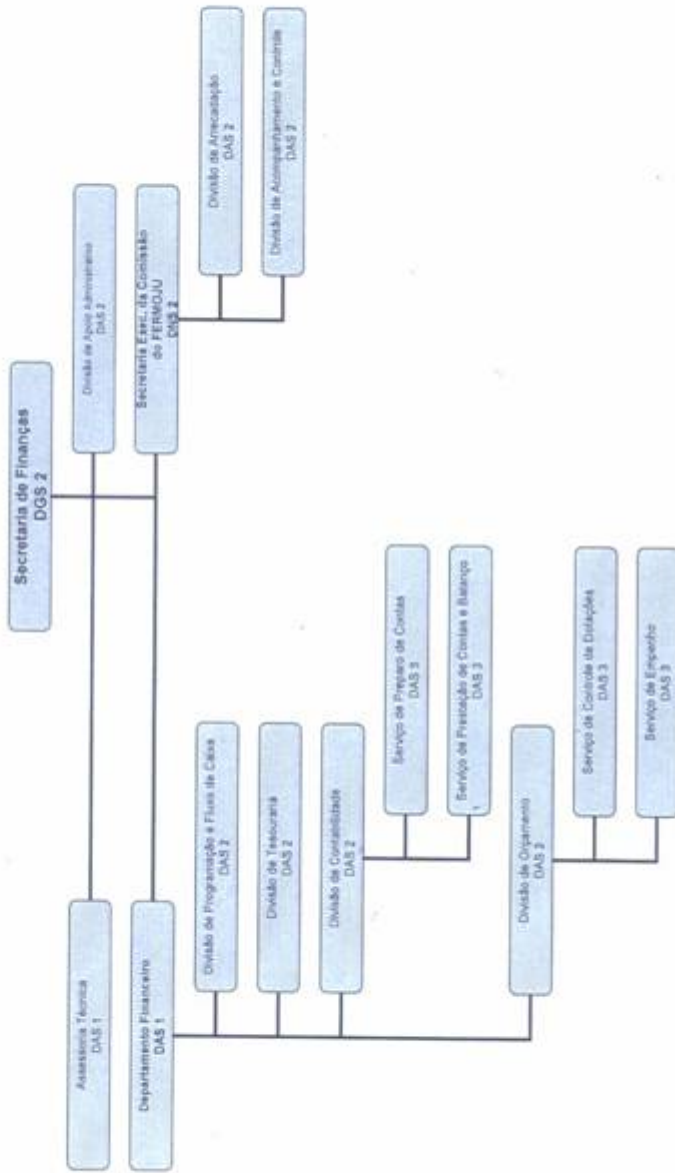 Secretaria de Finanças
DGS 2
Assessoria Técnica
DAS 1
Divisão de Apoio Administrativo
DAS 2
Departamento Financeiro
DAS 1
Secretaria Exec. da Comissão
do FERMOJU
DNS 2
Divisão de Programação e Fluxo de Caixa
DAS 2
Divisão de Tesouraria
DAS 2
Divisão de Contabilidade
DAS 2
Serviço de Preparo de Contas
DAS 3
Serviço de Prestação de Contas e Balanço
DAS 3
Divisão de Orçamento
DAS 2
Serviço de Controle de Dotações
DAS 3
Serviço de Empenho
DAS 3
Divisão de Arrecadação
DAS 2
Divisão de Acompanhamento e Controle
DAS 2